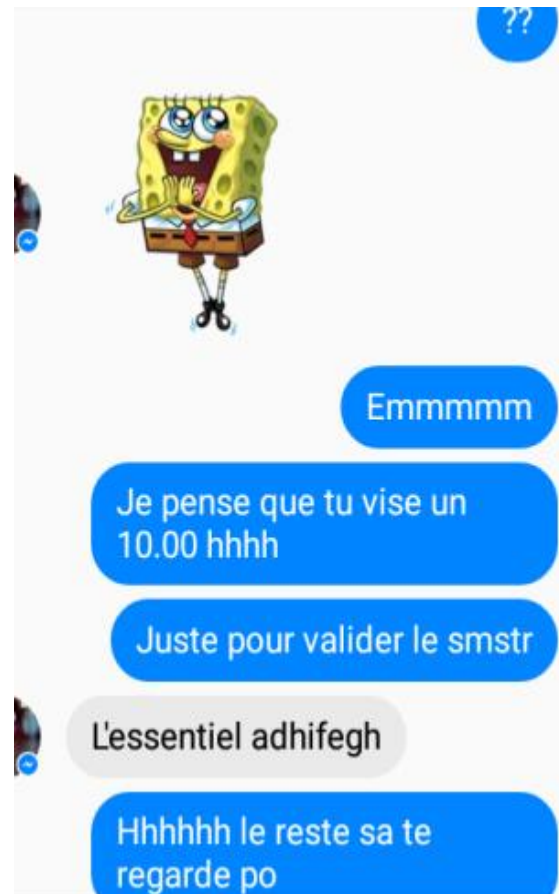 ??
Emmmmm
Je pense que tu vise un
10.00 hhhh
Juste pour valider le smstr
L'essentiel adhifegh
Hhhhhh le reste sa te
regarde po